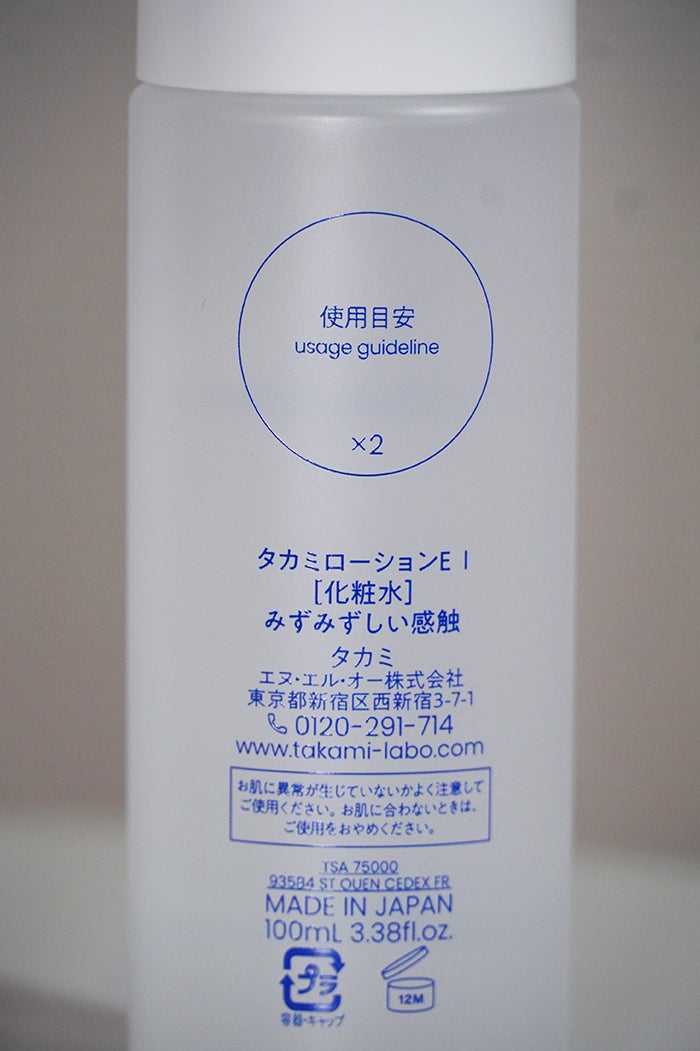 使用目安
usage guideline
×2
タカミローションE I
[化粧水]
みずみずしい感触
タカミ
エヌ・エル・オー株式会社
東京都新宿区西新宿3-7-1
0120-291-714
www.takami-labo.com
お肌に異常が生じていないかよく注意して
ご使用ください。お肌に合わないときは、
ご使用をおやめください。
TSA 75000
93584 ST OUEN CEDEX FR
MADE IN JAPAN
100mL 3.38fl.oz.
プラ
12M
容器・キャップ